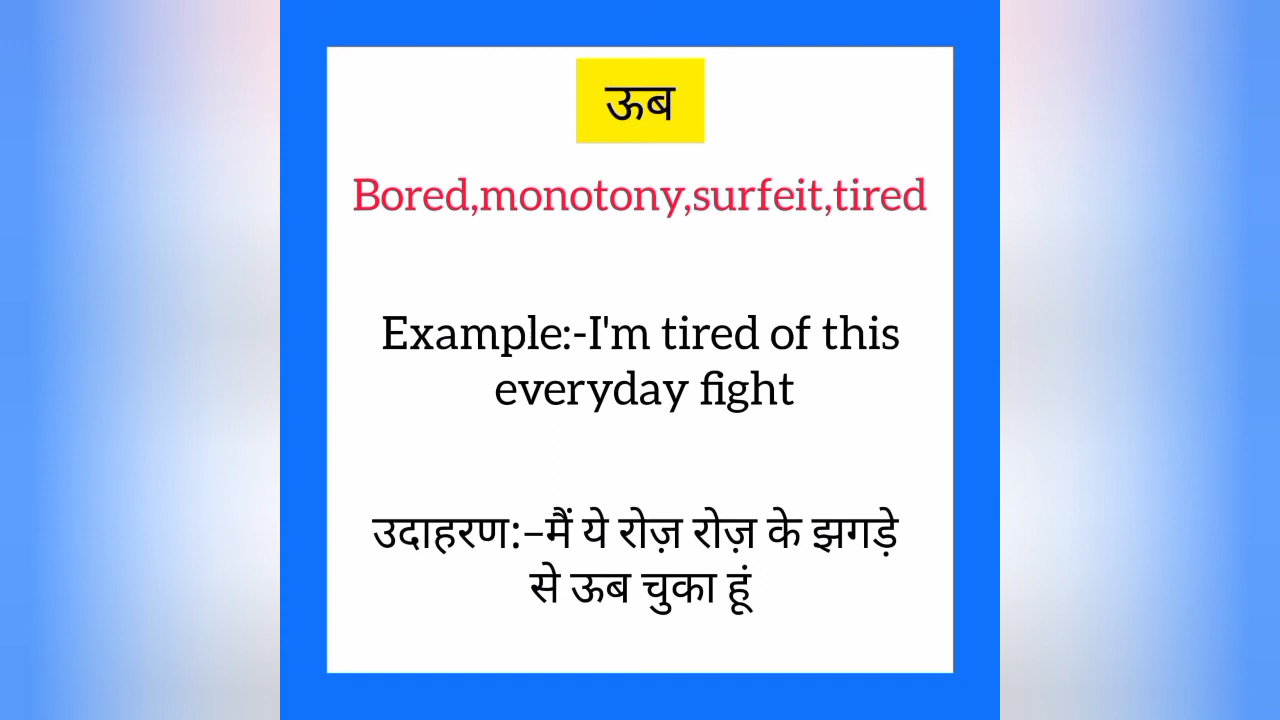 ऊब
Bored,monotony,surfeit,tired
Example:-I'm tired of this
everyday fight
उदाहरण:–मैं ये रोज़ रोज़ के झगड़े
से ऊब चुका हूं